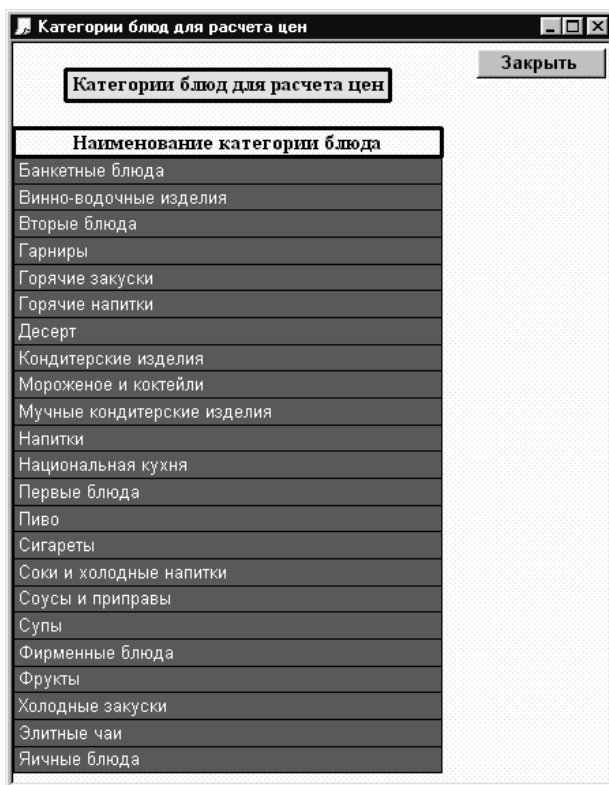 Категории блюд для расчета цен
Закрыть
Категории блюд для расчета цен
Наименование категории блюда
Банкетные блюда
Винно-водочные изделия
Вторые блюда
Гарниры
Горячие закуски
Горячие напитки
Десерт
Кондитерские изделия
Мороженое и коктейли
Мучные кондитерские изделия
Напитки
Национальная кухня
Первые блюда
Пиво
Сигареты
Соки и холодные напитки
Соусы и приправы
Супы
Фирменные блюда
Фрукты
Холодные закуски
Элитные чаи
Яичные блюда